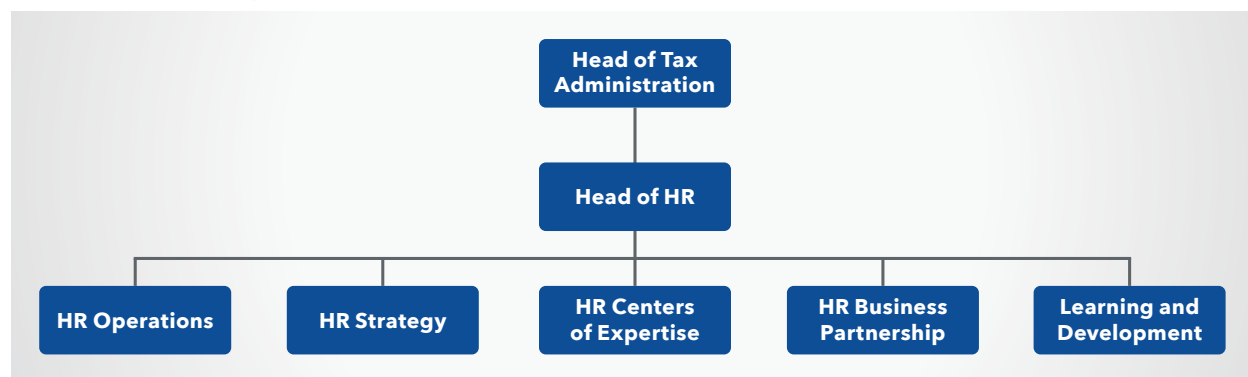 Head of Tax
Administration
Head of HR
HR Operations
HR Strategy
HR Centers
of Expertise
HR Business
Partnership
Learning and
Development